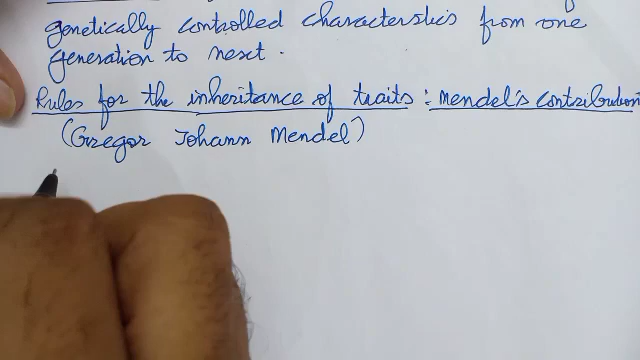 genetically controlled characterstics from one
generation to next.
Rules for the inheritance of traits : mendel's contribution
(Gregor Johann Mendel)